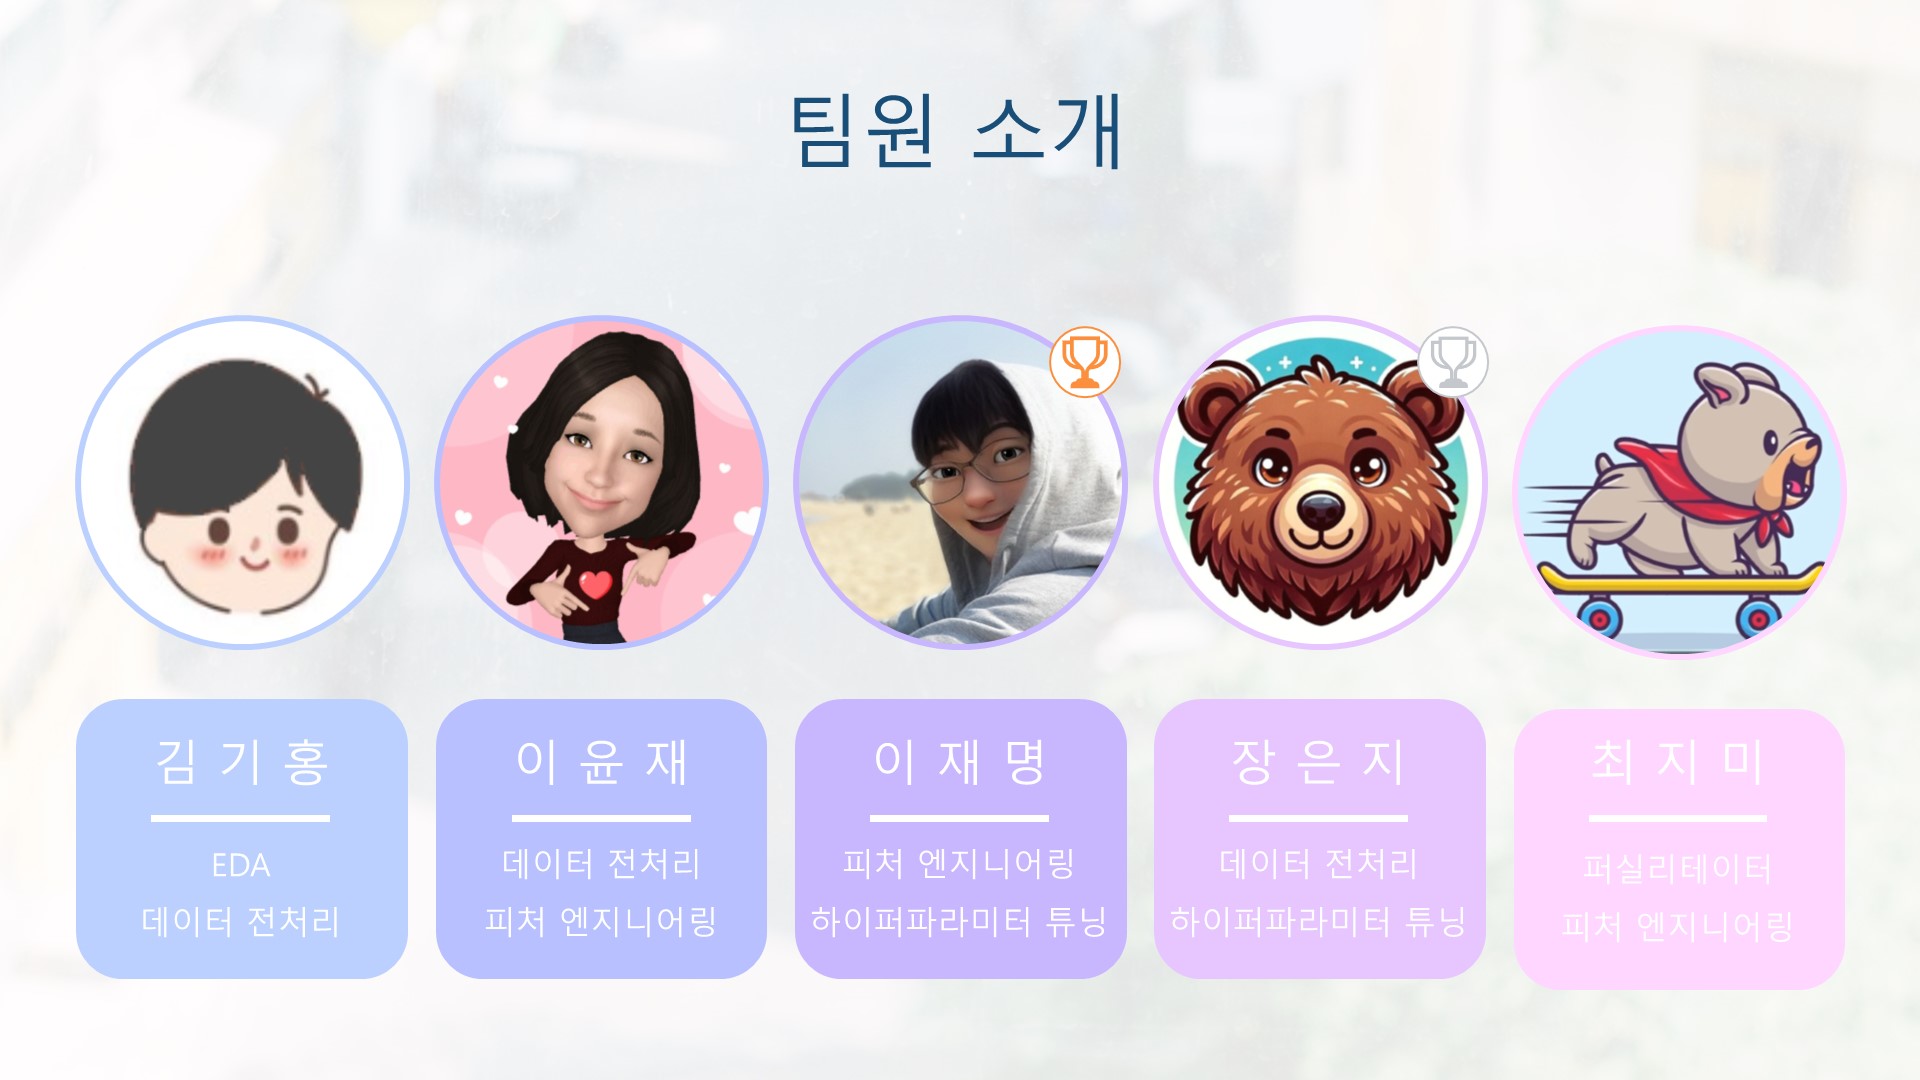 팀원 소개
김 기 홍
EDA
데이터 전처리
이 윤 재
데이터 전처리
피처 엔지니어링
이 재 명
피처 엔지니어링
하이퍼파라미터 튜닝
장 은 지
데이터 전처리
하이퍼파라미터 튜닝
최 지 미
퍼실리테이터
피처 엔지니어링